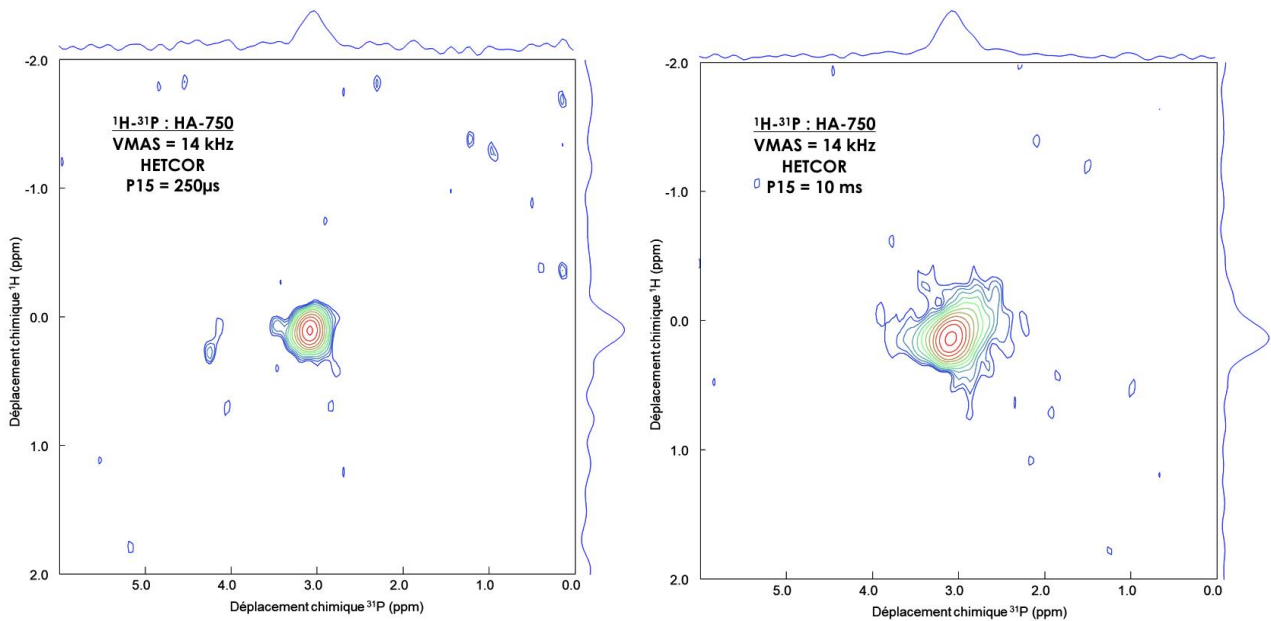 -2.0
¹H-³¹P : HA-750
VMAS = 14 kHz
HETCOR
P15 = 250µs
-1.0
0.0
1.0
2.0
Déplacement chimique ¹H (ppm)
5.0 4.0 3.0 2.0 1.0 0.0
Déplacement chimique ³¹P (ppm)
-2.0
¹H-³¹P : HA-750
VMAS = 14 kHz
HETCOR
P15 = 10 ms
-1.0
0.0
1.0
2.0
Déplacement chimique ¹H (ppm)
5.0 4.0 3.0 2.0 1.0 0.0
Déplacement chimique ³¹P (ppm)